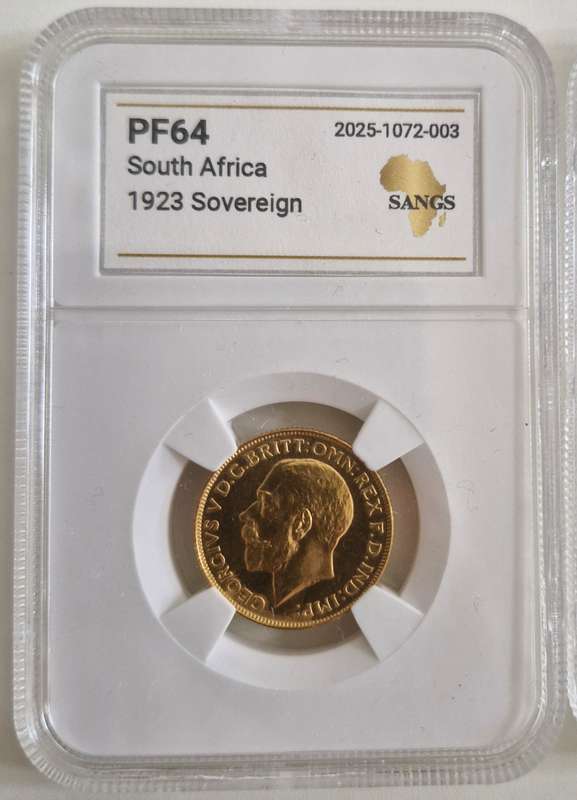 PF64
2025-1072-003
South Africa
1923 Sovereign
SANGS
GEORGIVS V D.G.BRITT:OMN:REX F.D.IND:IMP: